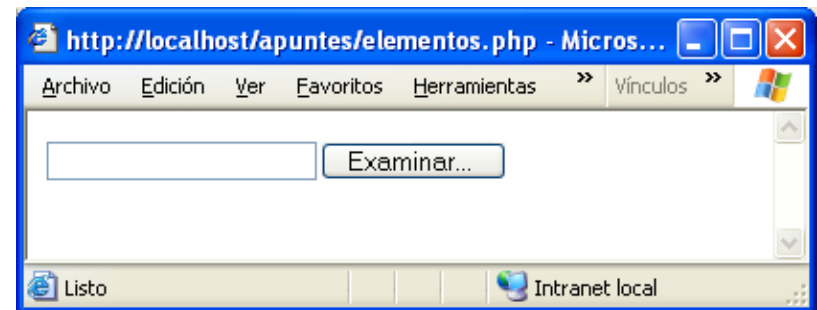 http://localhost/apuntes/elementos.php - Micros...
Archivo Edición Ver Favoritos Herramientas » Vínculos »
Examinar...
Listo Intranet local